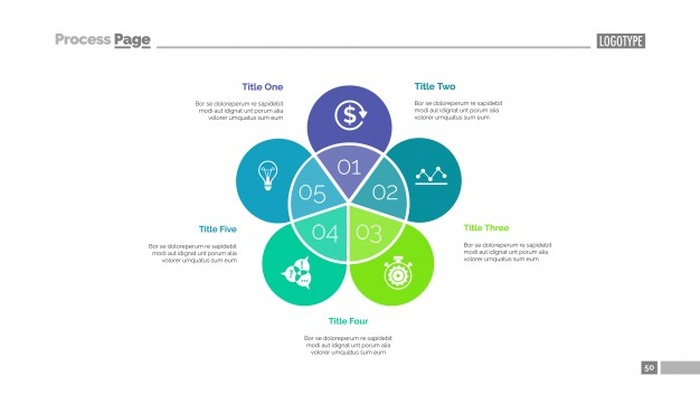 Process Page
LOGOTYPE
Title One
Bor se doloreperum re sapidebit
modi aut idignat unt porum quia
volorer umquatus sum eum
Title Two
Bor se doloreperum re sapidebit
modi aut idignat unt porum quia
volorer umquatus sum eum
01
05
02
04
03
Title Five
Bor se doloreperum re sapidebit
modi aut idignat unt porum quia
volorer umquatus sum eum
Title Three
Bor se doloreperum re sapidebit
modi aut idignat unt porum alia
volorer umquatus sum eum
Title Four
Bor se doloreperum re sapidebit
modi aut idignat unt porum alia
volorer umquatus sum eum
50